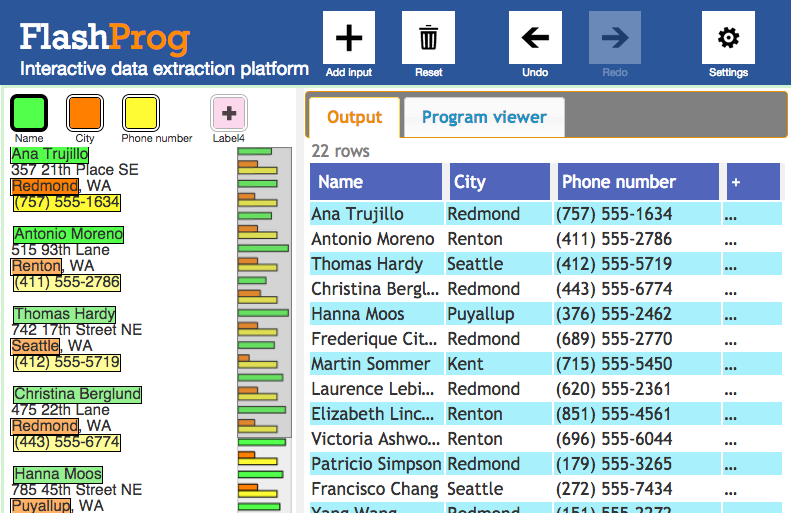 FlashProg
Interactive data extraction platform
Add input
Reset
Undo
Redo
Settings
Name
City
Phone number
Label4
Ana Trujillo
357 21th Place SE
Redmond, WA
(757) 555-1634
Antonio Moreno
515 93th Lane
Renton, WA
(411) 555-2786
Thomas Hardy
742 17th Street NE
Seattle, WA
(412) 555-5719
Christina Berglund
475 22th Lane
Redmond, WA
(443) 555-6774
Hanna Moos
785 45th Street NE
Puyallup, WA
Output
Program viewer
22 rows
Name City Phone number +
Ana Trujillo Redmond (757) 555-1634 ...
Antonio Moreno Renton (411) 555-2786 ...
Thomas Hardy Seattle (412) 555-5719 ...
Christina Bergl... Redmond (443) 555-6774 ...
Hanna Moos Puyallup (376) 555-2462 ...
Frederique Cit... Redmond (689) 555-2770 ...
Martin Sommer Kent (715) 555-5450 ...
Laurence Lebi... Redmond (620) 555-2361 ...
Elizabeth Linc... Renton (851) 555-4561 ...
Victoria Ashwo... Renton (696) 555-6044 ...
Patricio Simpson Redmond (179) 555-3265 ...
Francisco Chang Seattle (272) 555-7434 ...
Yang Wang Redmond (151) 555-2272 ...